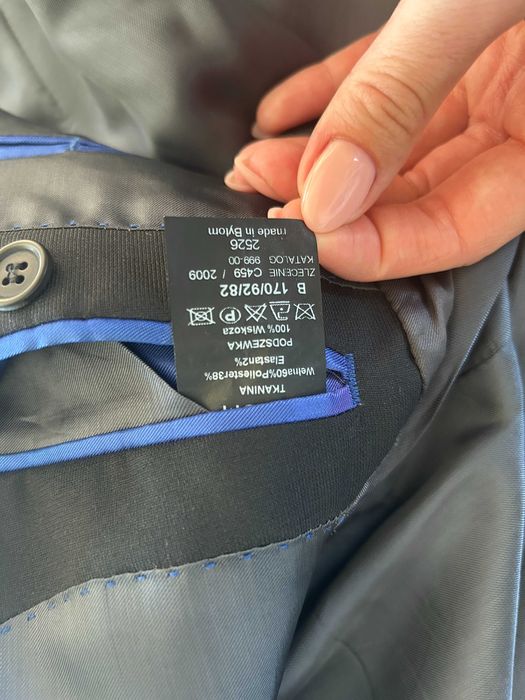 TKANINA
Wełna60%Poliester38%
Elastan2%
PODSZEWKA
100% Wiskoza
B 170/92/82
ZLECENIE C459 / 2009
KATALOG 999-00
2526
made in Bytom